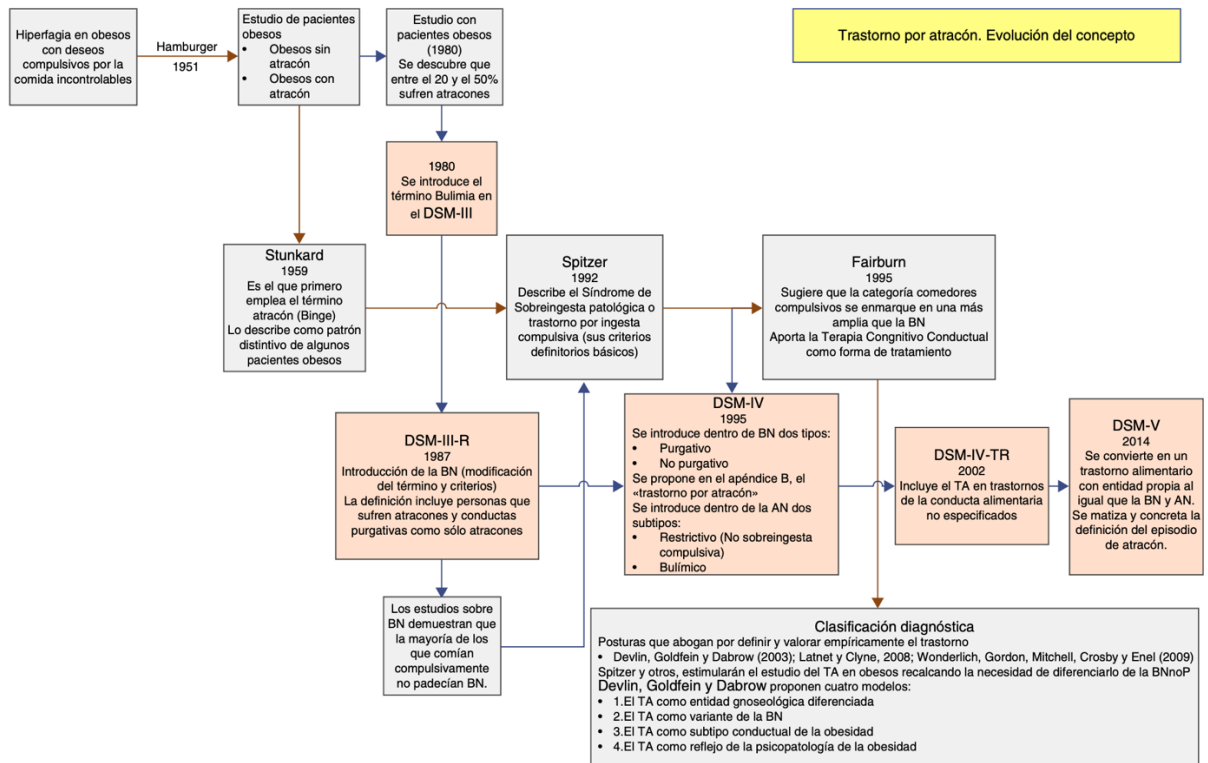 Trastorno por atracón. Evolución del concepto
Hiperfagia en obesos
con deseos
compulsivos por la
comida incontrolables
Hamburger
1951
Estudio de pacientes
obesos
• Obesos sin
atracón
• Obesos con
atracón
Estudio con
pacientes obesos
(1980)
Se descubre que
entre el 20 y el 50%
sufren atracones
1980
Se introduce el
término Bulimia en
el DSM-III
Stunkard
1959
Es el que primero
emplea el término
atracón (Binge)
Lo describe como patrón
distintivo de algunos
pacientes obesos
Spitzer
1992
Describe el Síndrome de
Sobreingesta patológica o
trastorno por ingesta
compulsiva (sus criterios
definitorios básicos)
Fairburn
1995
Sugiere que la categoría comedores
compulsivos se enmarque en una más
amplia que la BN
Aporta la Terapia Congnitivo Conductual
como forma de tratamiento
DSM-III-R
1987
Introducción de la BN (modificación
del término y criterios)
La definición incluye personas que
sufren atracones y conductas
purgativas como sólo atracones
DSM-IV
1995
Se introduce dentro de BN dos tipos:
• Purgativo
• No purgativo
Se propone en el apéndice B, el
«trastorno por atracón»
Se introduce dentro de la AN dos
subtipos:
• Restrictivo (No sobreingesta
compulsiva)
• Bulímico
DSM-IV-TR
2002
Incluye el TA en trastornos
de la conducta alimentaria
no especificados
DSM-V
2014
Se convierte en un
trastorno alimentario
con entidad propia al
igual que la BN y AN.
Se matiza y concreta la
definición del episodio
de atracón.
Los estudios sobre
BN demuestran que
la mayoría de los
que comían
compulsivamente
no padecían BN.
Clasificación diagnóstica
Posturas que abogan por definir y valorar empíricamente el trastorno
• Devlin, Goldfein y Dabrow (2003); Latnet y Clyne, 2008; Wonderlich, Gordon, Mitchell, Crosby y Enel (2009)
Spitzer y otros, estimularán el estudio del TA en obesos recalcando la necesidad de diferenciarlo de la BNnoP
Devlin, Goldfein y Dabrow proponen cuatro modelos:
• 1.El TA como entidad gnoseológica diferenciada
• 2.El TA como variante de la BN
• 3.El TA como subtipo conductual de la obesidad
• 4.El TA como reflejo de la psicopatología de la obesidad